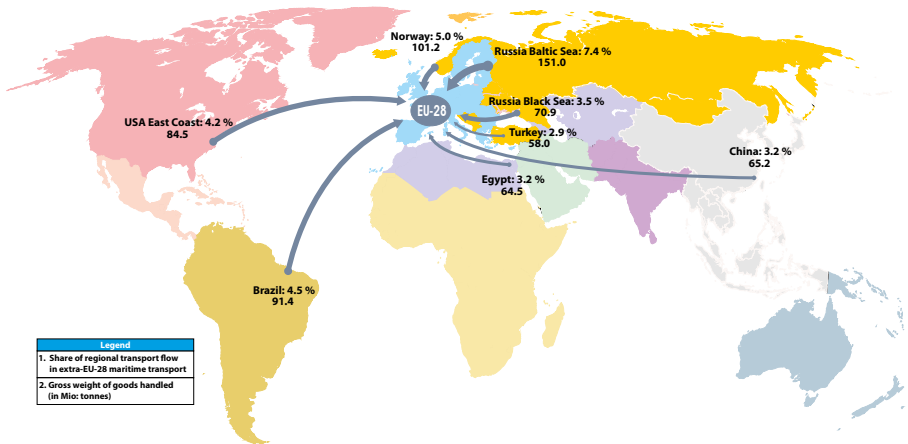 Norway: 5.0 %
101.2
Russia Baltic Sea: 7.4 %
151.0
EU-28
Russia Black Sea: 3.5 %
70.9
USA East Coast: 4.2 %
84.5
Turkey: 2.9 %
58.0
China: 3.2 %
65.2
Egypt: 3.2 %
64.5
Brazil: 4.5 %
91.4
Legend
1. Share of regional transport flow
in extra-EU-28 maritime transport
2. Gross weight of goods handled
(in Mio: tonnes)